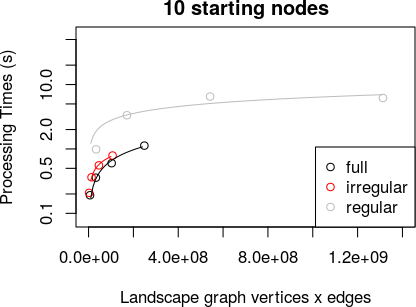 10 starting nodes
Processing Times (s)
10.0
2.0
0.5
0.1
full
irregular
regular
0.0e+00 4.0e+08 8.0e+08 1.2e+09
Landscape graph vertices x edges